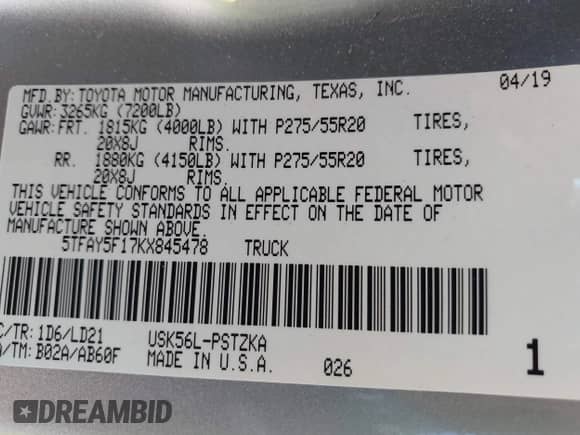 MFD.BY:TOYOTA MOTOR MANUFACTURING, TEXAS, INC. 04/19
GVWR:3265KG (7200LB)
GAWR:FRT. 1815KG (4000LB) WITH P275/55R20 TIRES,
20X8J RIMS.
RR. 1880KG (4150LB) WITH P275/55R20 TIRES,
20X8J RIMS.
THIS VEHICLE CONFORMS TO ALL APPLICABLE FEDERAL MOTOR
VEHICLE SAFETY STANDARDS IN EFFECT ON THE DATE OF
MANUFACTURE SHOWN ABOVE.
5TFAY5F17KX845478 TRUCK
C/TR:1D6/LD21 USK56L-PSTZKA
/TM:B02A/AB60F MADE IN U.S.A. 026 1
DREAMBID